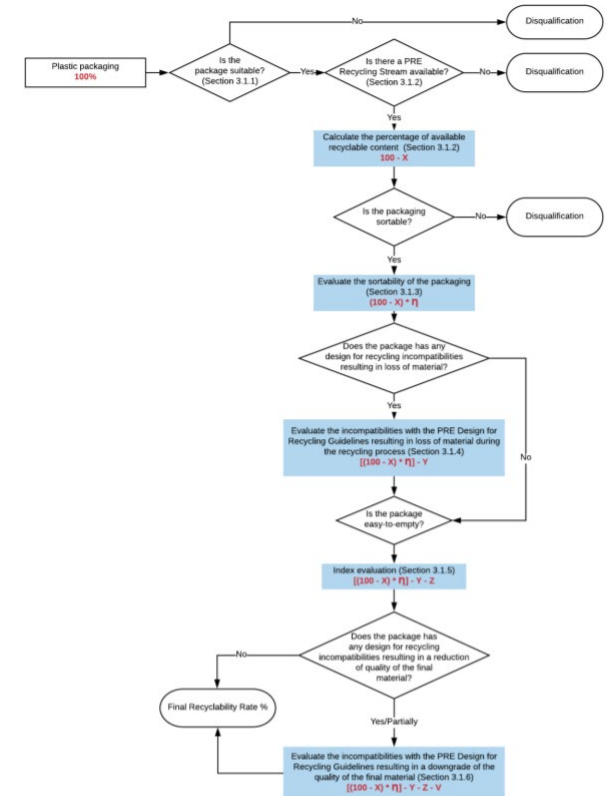 No
Disqualification
Plastic packaging
100%
Is the
package suitable?
(Section 3.1.1)
Yes
Is there a PRE
Recycling Stream available?
(Section 3.1.2)
No
Disqualification
Yes
Calculate the percentage of available
recyclable content (Section 3.1.2)
100 - X
Is the packaging
sortable?
No
Disqualification
Yes
Evaluate the sortability of the packaging
(Section 3.1.3)
(100 - X) * η
Does the package has any
design for recycling incompatibilities
resulting in loss of material?
Yes
Evaluate the incompatibilities with the PRE Design for
Recycling Guidelines resulting in loss of material during
the recycling process (Section 3.1.4)
[(100 - X) * η] - Y
No
Is the package
easy-to-empty?
Index evaluation (Section 3.1.5)
[(100 - X) * η] - Y - Z
Does the package has
any design for recycling
incompatibilities resulting in a reduction
of quality of the final
material?
No
Final Recyclability Rate %
Yes/Partially
Evaluate the incompatibilities with the PRE Design for
Recycling Guidelines resulting in a downgrade of the
quality of the final material (Section 3.1.6)
[(100 - X) * η] - Y - Z - V